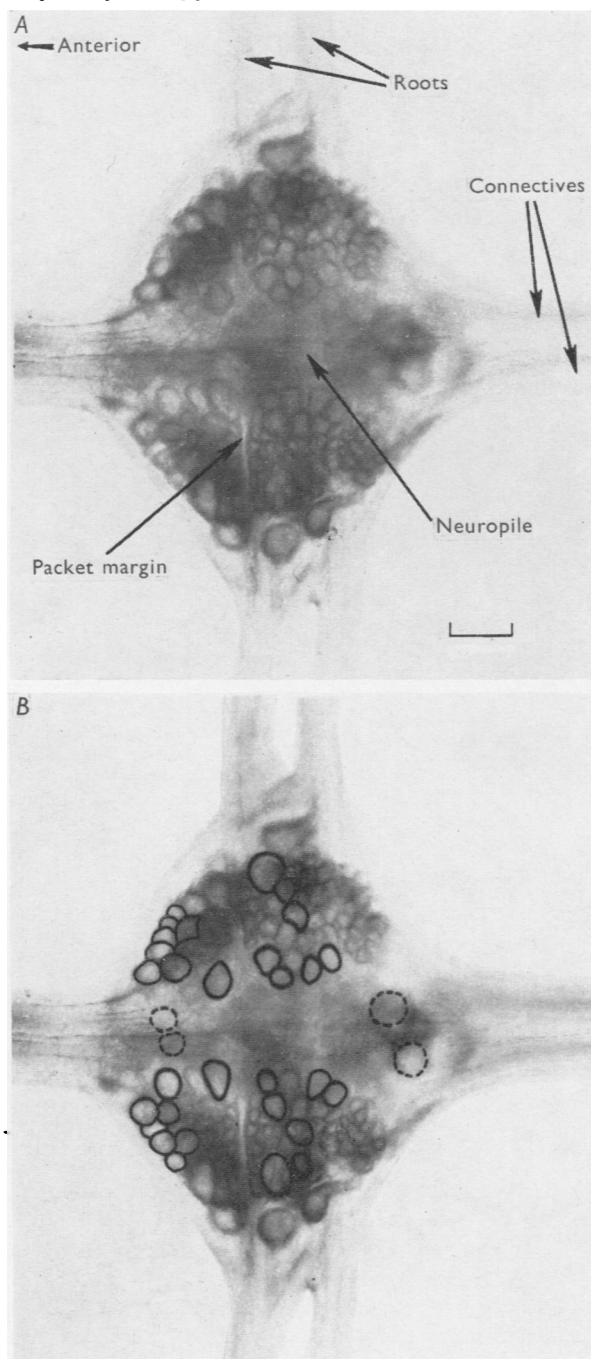 A
Anterior
Roots
Connectives
Neuropile
Packet margin
B